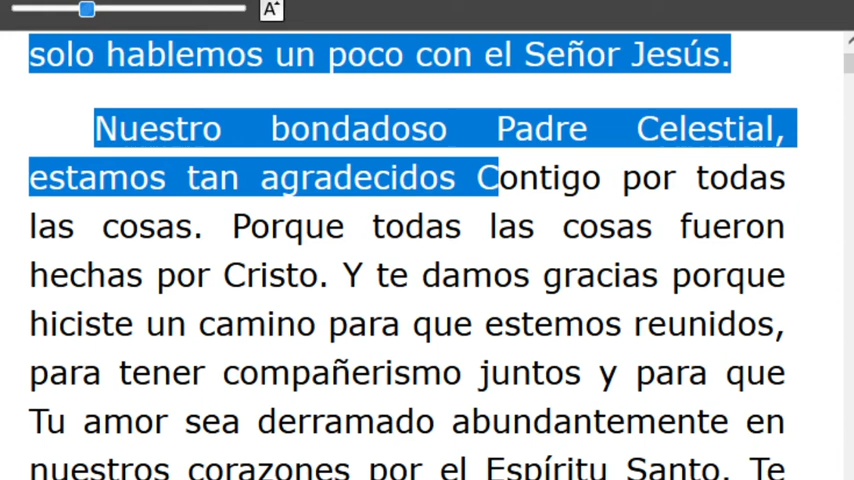 A
solo hablemos un poco con el Señor Jesús.
Nuestro bondadoso Padre Celestial,
estamos tan agradecidos Contigo por todas
las cosas. Porque todas las cosas fueron
hechas por Cristo. Y te damos gracias porque
hiciste un camino para que estemos reunidos,
para tener compañerismo juntos y para que
Tu amor sea derramado abundantemente en
nuestros corazones por el Espíritu Santo. Te